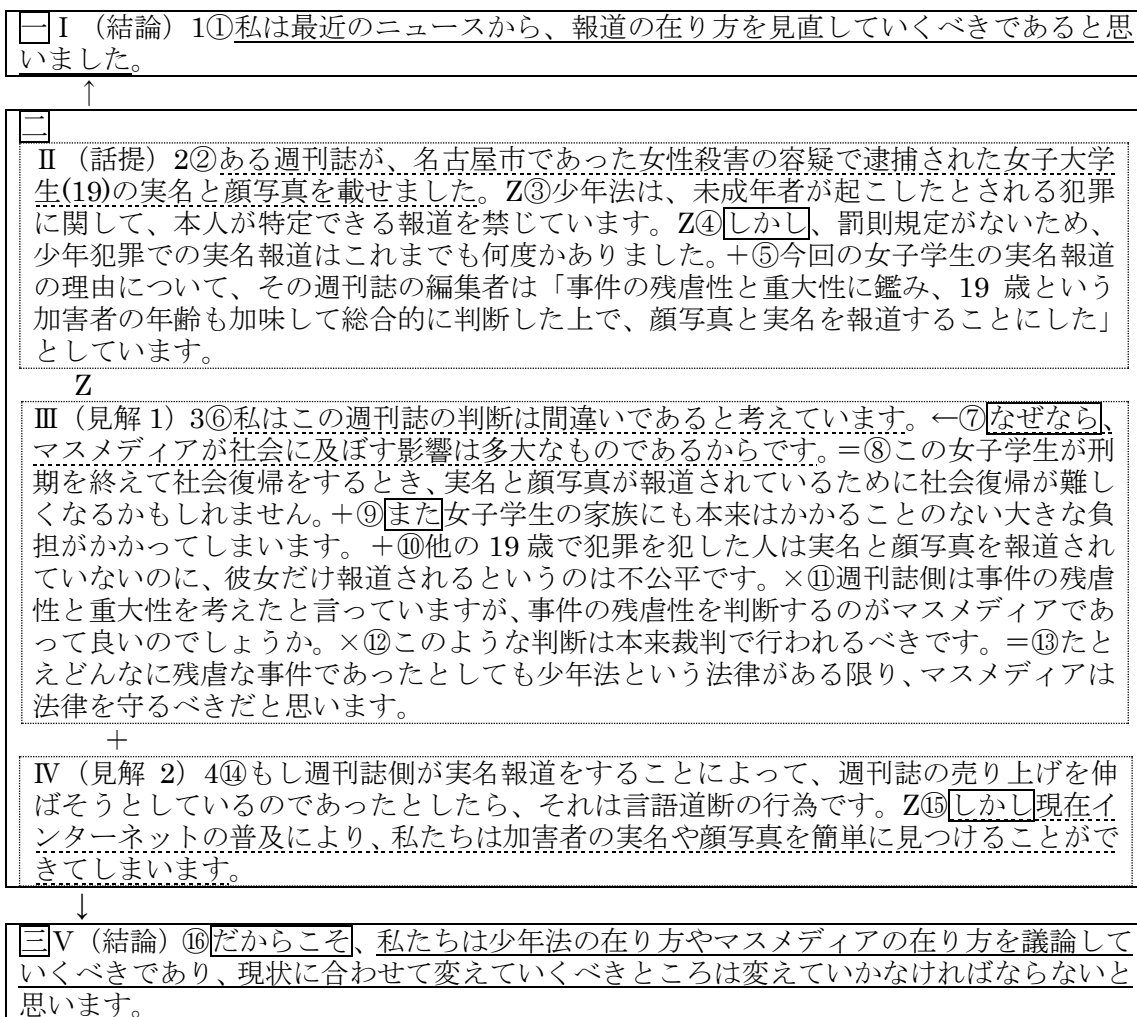 一Ⅰ （結論）1①私は最近のニュースから、報道の在り方を見直していくべきであると思
いました。
↑
二
Ⅱ（話提）2②ある週刊誌が、名古屋市であった女性殺害の容疑で逮捕された女子大学
生(19)の実名と顔写真を載せました。Z③少年法は、未成年者が起こしたとされる犯罪
に関して、本人が特定できる報道を禁じています。Z④しかし、罰則規定がないため、
少年犯罪での実名報道はこれまでも何度かありました。＋⑤今回の女子学生の実名報道
の理由について、その週刊誌の編集者は「事件の残虐性と重大性に鑑み、19 歳という
加害者の年齢も加味して総合的に判断した上で、顔写真と実名を報道することにした」
としています。
Z
Ⅲ（見解 1）3⑥私はこの週刊誌の判断は間違いであると考えています。←⑦なぜなら、
マスメディアが社会に及ぼす影響は多大なものであるからです。＝⑧この女子学生が刑
期を終えて社会復帰をするとき、実名と顔写真が報道されているために社会復帰が難し
くなるかもしれません。＋⑨また女子学生の家族にも本来はかかることのない大きな負
担がかかってしまいます。＋⑩他の 19 歳で犯罪を犯した人は実名と顔写真を報道され
ていないのに、彼女だけ報道されるというのは不公平です。×⑪週刊誌側は事件の残虐
性と重大性を考えたと言っていますが、事件の残虐性を判断するのがマスメディアであ
って良いのでしょうか。×⑫このような判断は本来裁判で行われるべきです。＝⑬たと
えどんなに残虐な事件であったとしても少年法という法律がある限り、マスメディアは
法律を守るべきだと思います。
＋
Ⅳ（見解 2）4⑭もし週刊誌側が実名報道をすることによって、週刊誌の売り上げを伸
ばそうとしているのであったとしたら、それは言語道断の行為です。Z⑮しかし現在イ
ンターネットの普及により、私たちは加害者の実名や顔写真を簡単に見つけることがで
きてしまいます。
↓
三Ⅴ（結論）⑯だからこそ、私たちは少年法の在り方やマスメディアの在り方を議論して
いくべきであり、現状に合わせて変えていくべきところは変えていかなければならないと
思います。